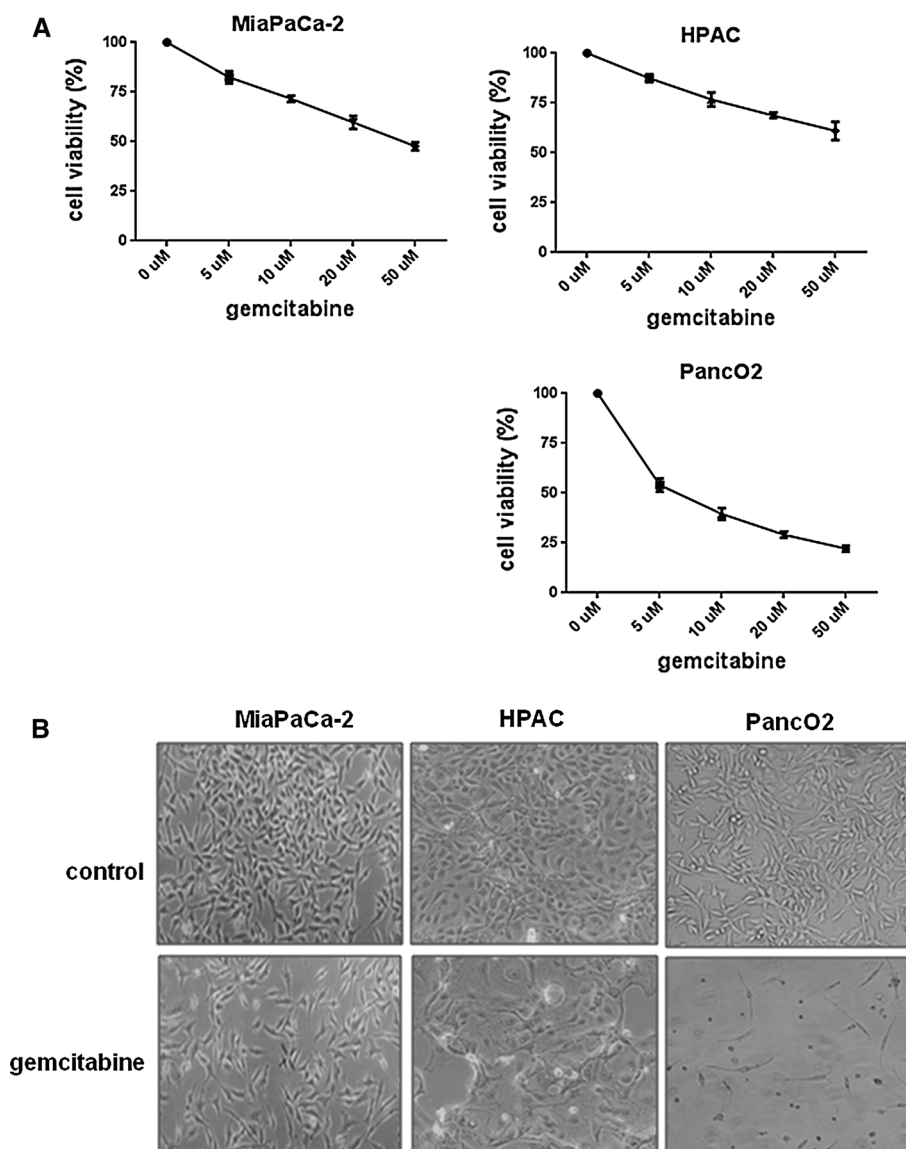 A
MiaPaCa-2
cell viability (%)
100
75
50
25
0
0 uM
5 uM
10 uM
20 uM
50 uM
gemcitabine
HPAC
cell viability (%)
100
75
50
25
0
0 uM
5 uM
10 uM
20 uM
50 uM
gemcitabine
PancO2
cell viability (%)
100
75
50
25
0
0 uM
5 uM
10 uM
20 uM
50 uM
gemcitabine
B
MiaPaCa-2 HPAC PancO2
control
gemcitabine